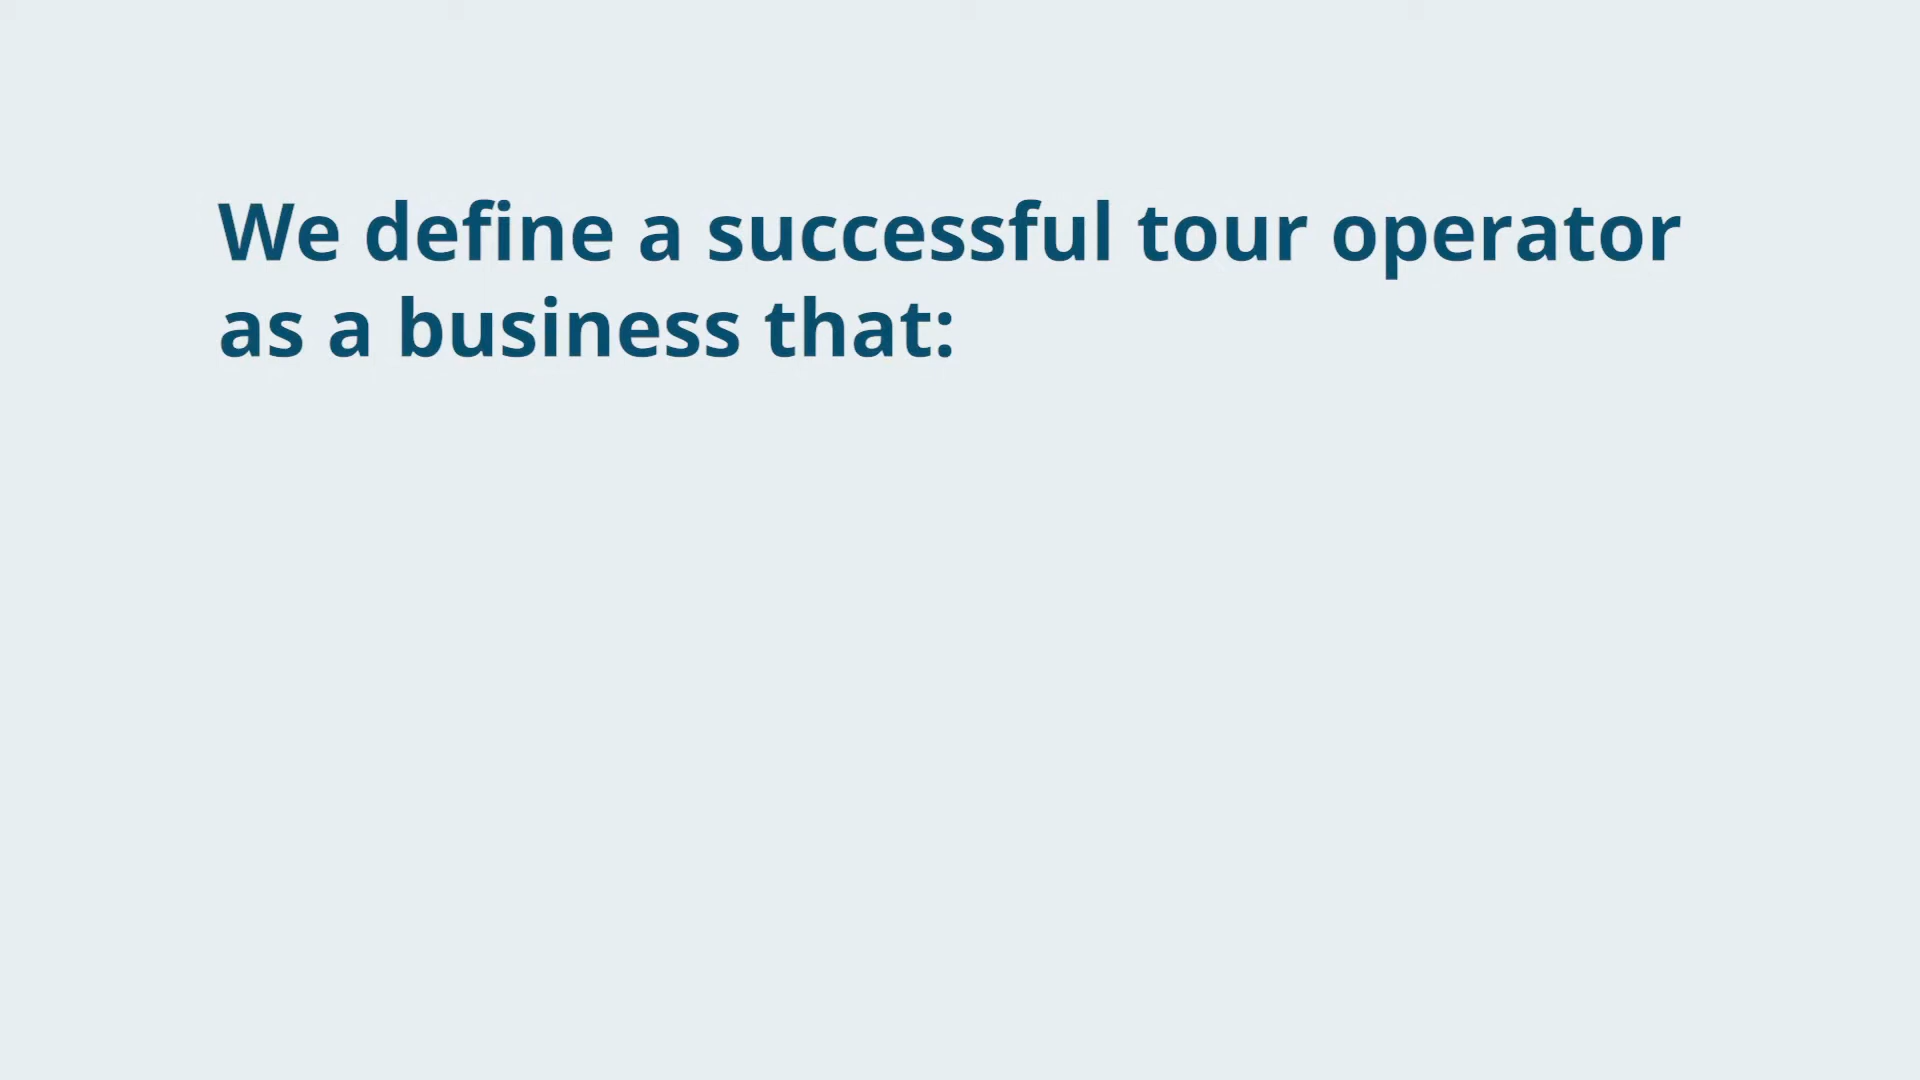 We define a successful tour operator
as a business that: